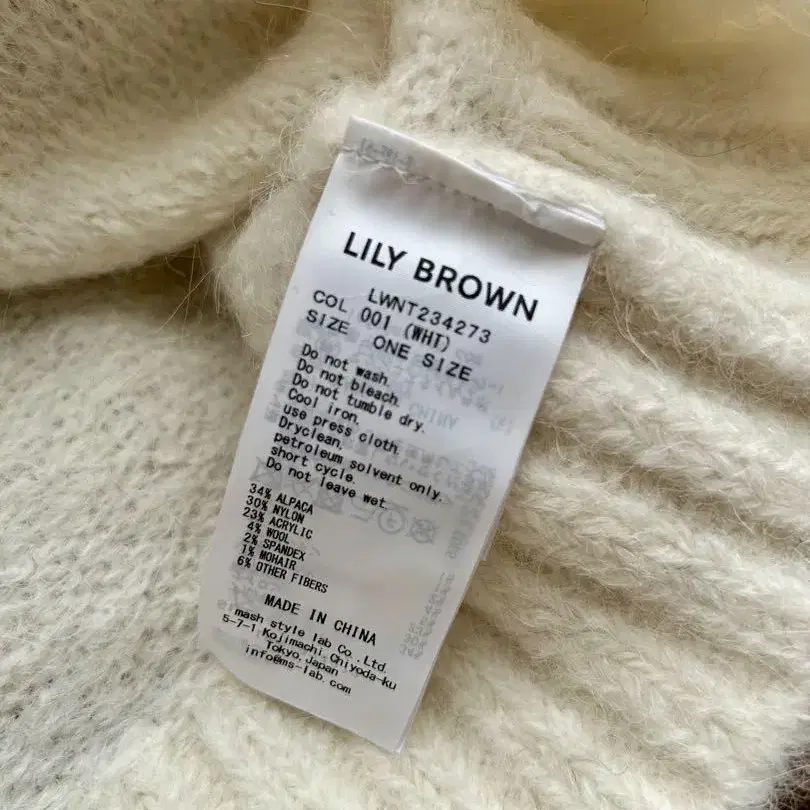 LILY BROWN
LWNT234273
COL 001 (WHT)
SIZE ONE SIZE
Do not wash.
Do not bleach.
Do not tumble dry.
Cool iron.
use press cloth.
Dryclean,
petroleum solvent only.
short cycle.
Do not leave wet.
34% ALPACA
30% NYLON
23% ACRYLIC
4% WOOL
2% SPANDEX
1% MOHAIR
6% OTHER FIBERS
MADE IN CHINA
mash style lab Co.,Ltd.
5-7-1 Kojimachi,Chiyoda-ku
Tokyo,Japan
info@ms-lab.com